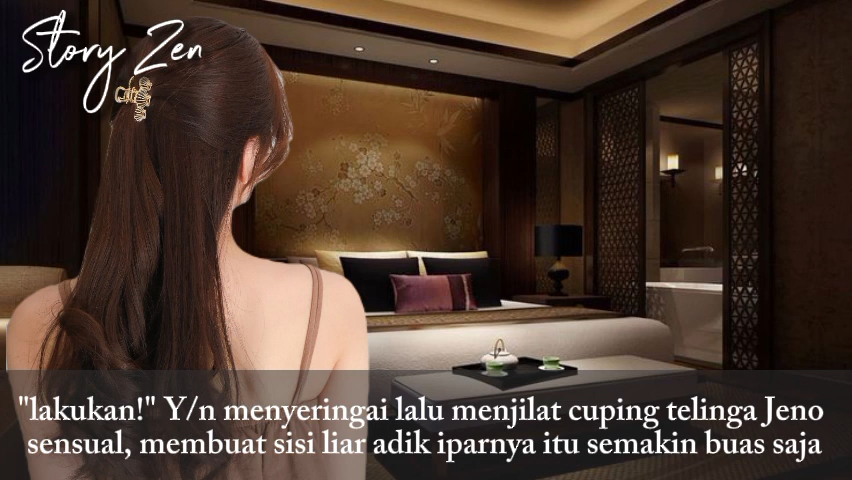 Story Zen
"lakukan!" Y/n menyeringai lalu menjilat cuping telinga Jeno
sensual, membuat sisi liar adik iparnya itu semakin buas saja